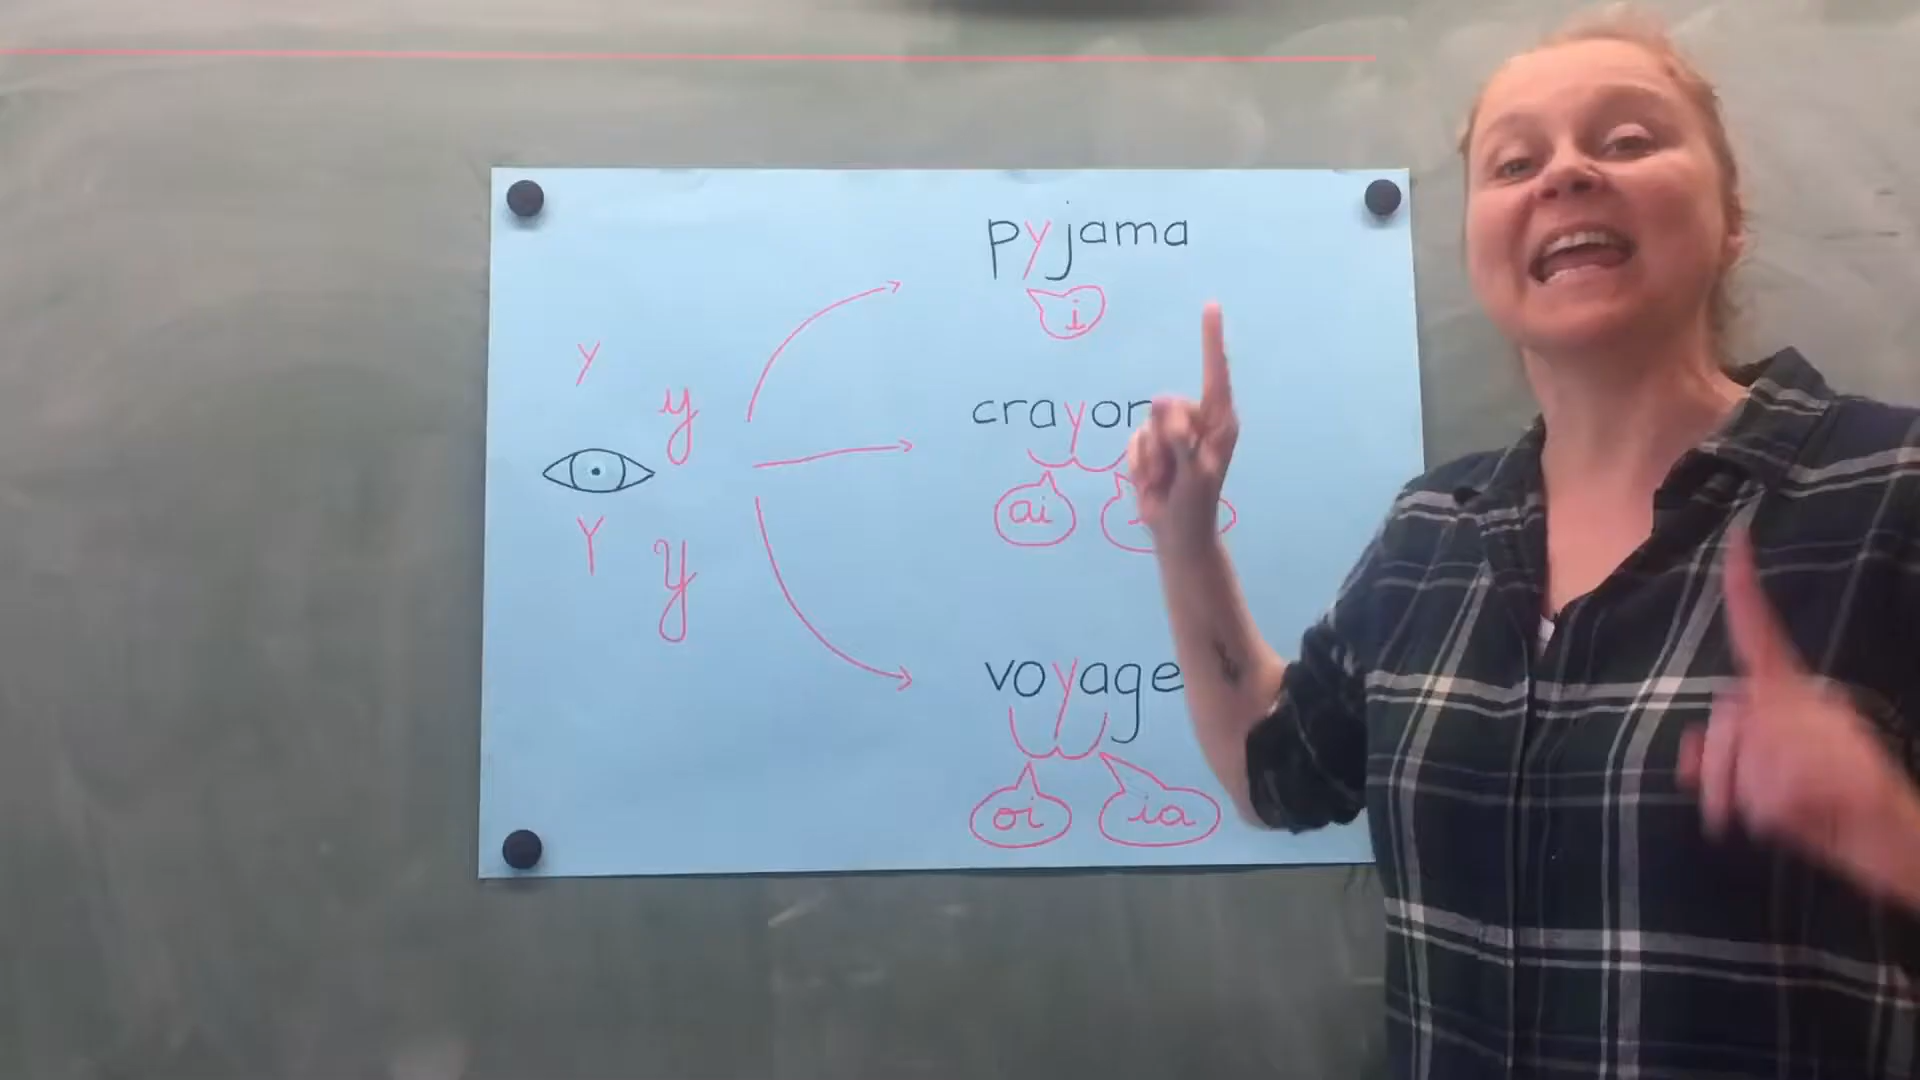 y y
Y Y
pyjama
i
crayon
ai
voyage
oi ia